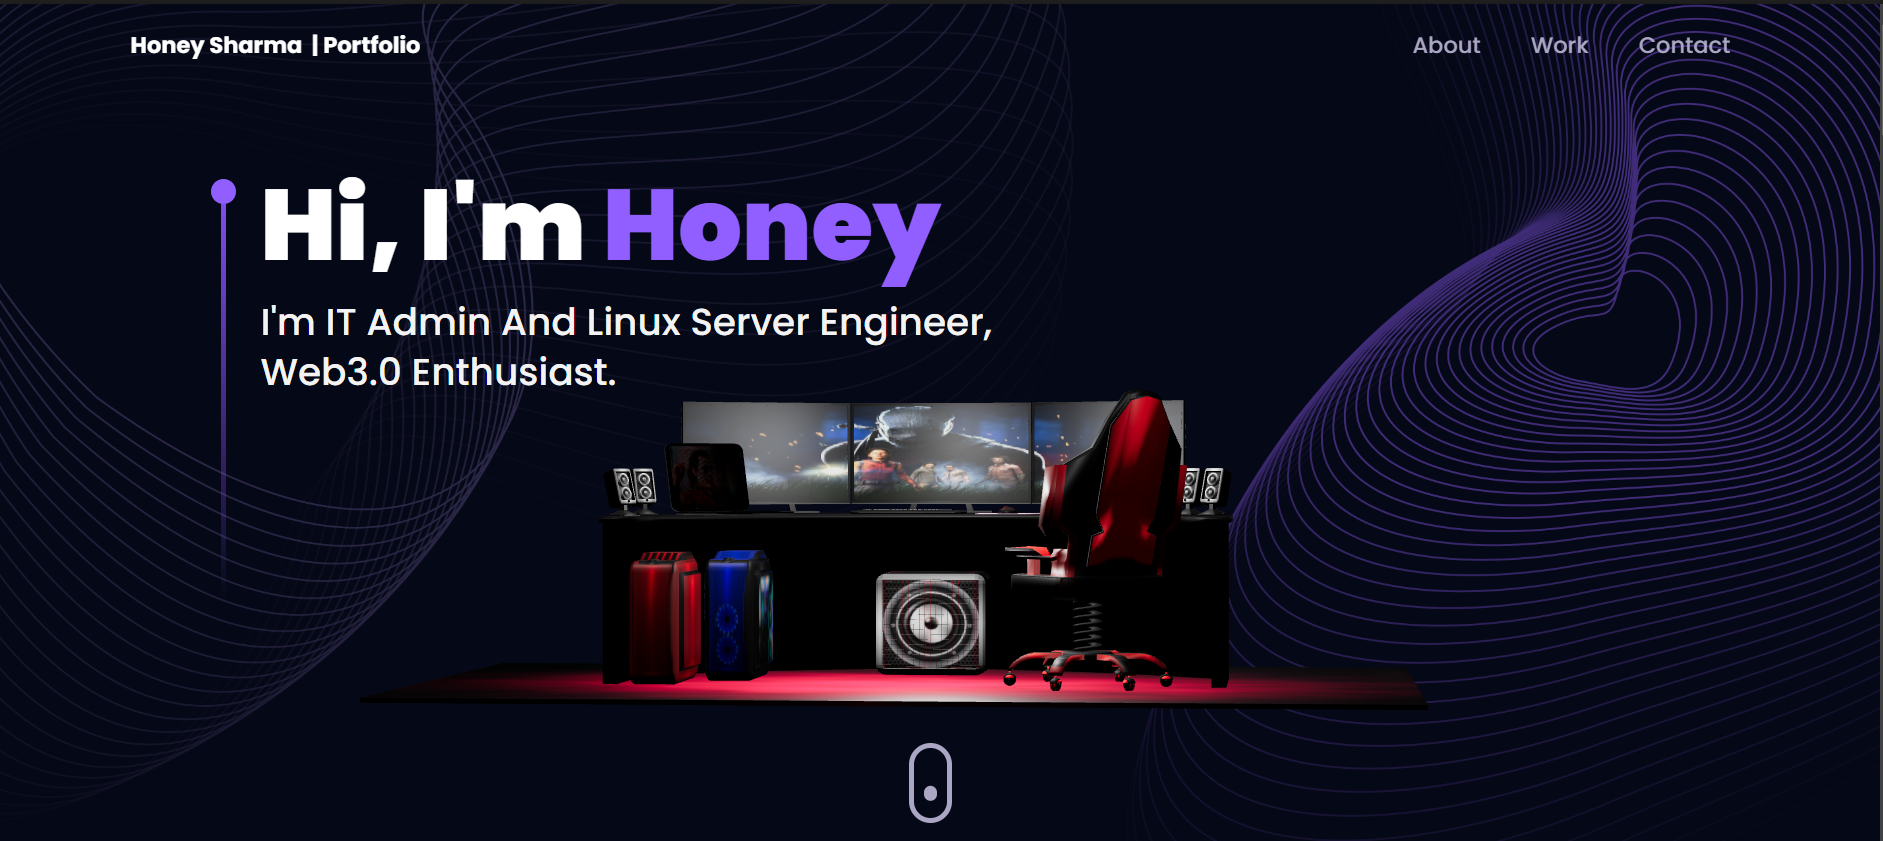 Honey Sharma | Portfolio
About Work Contact
Hi, I'm Honey
I'm IT Admin And Linux Server Engineer,
Web3.0 Enthusiast.